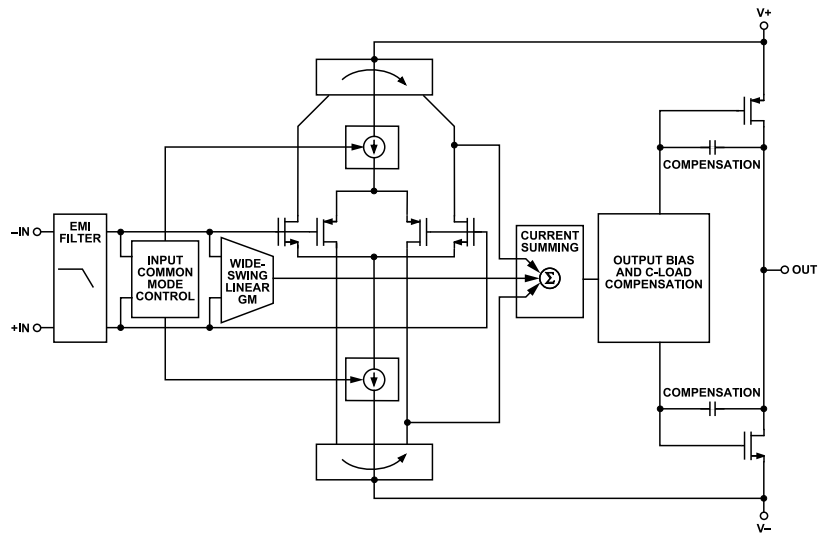 V+
COMPENSATION
–IN
EMI
FILTER
INPUT
COMMON
MODE
CONTROL
WIDE-
SWING
LINEAR
GM
CURRENT
SUMMING
Σ
OUTPUT BIAS
AND C-LOAD
COMPENSATION
OUT
+IN
COMPENSATION
V–